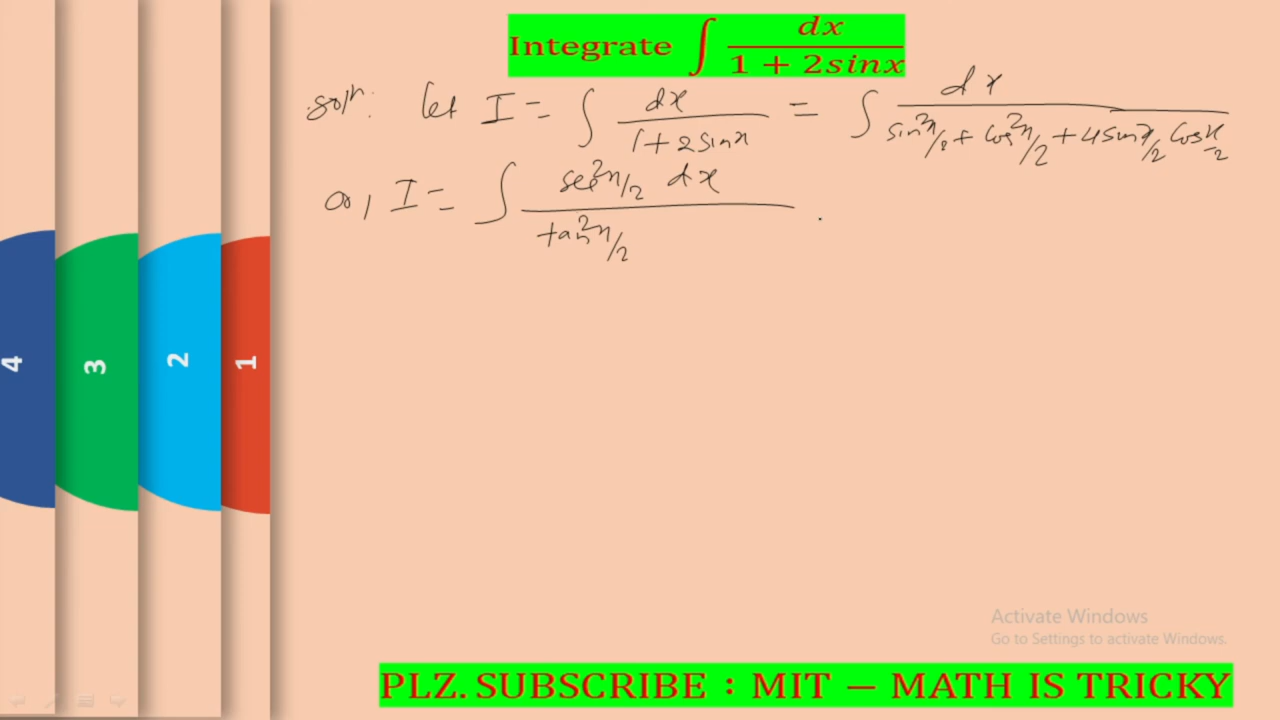 Integrate ∫ dx / 1 + 2sinx
soln: Let I = ∫ dx / 1+2sinx = ∫ dx / sin²x/2 + cos²x/2 + 4sinx/2 cosx/2
or, I = ∫ sec²x/2 dx / tan²x/2
4
3
2
1
Activate Windows
Go to Settings to activate Windows.
PLZ. SUBSCRIBE : MIT – MATH IS TRICKY